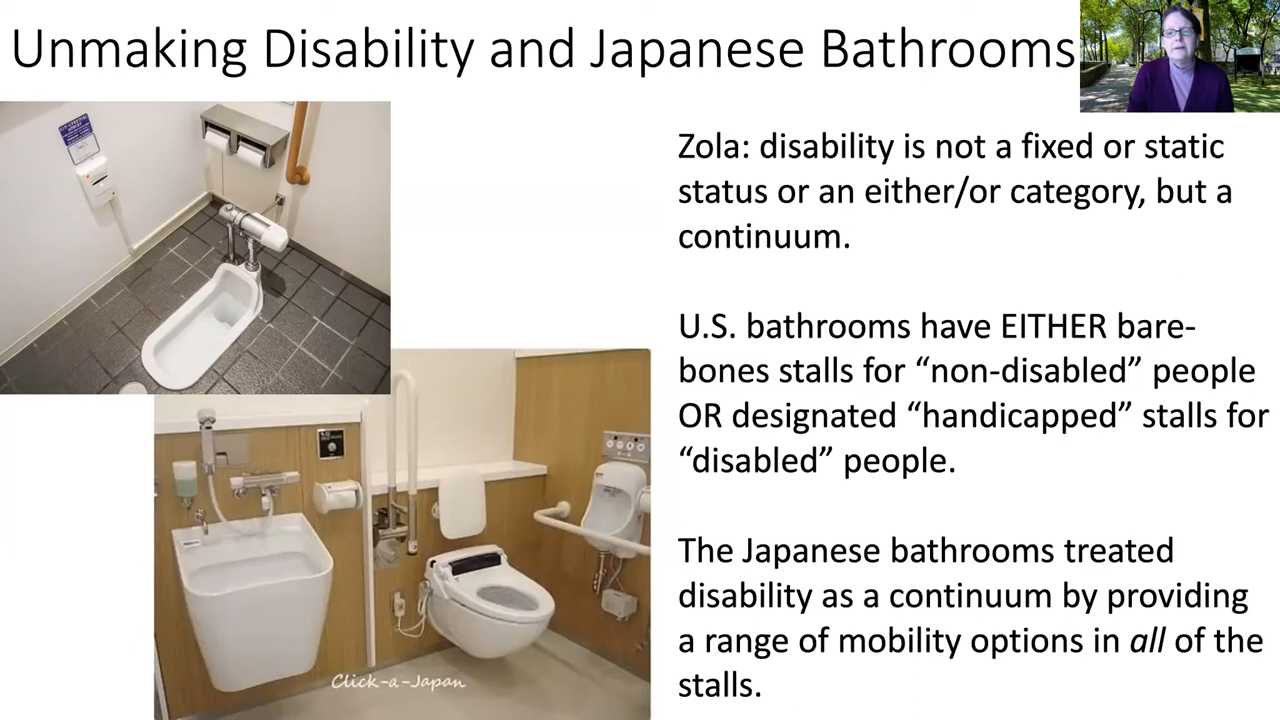 Unmaking Disability and Japanese Bathrooms
Zola: disability is not a fixed or static
status or an either/or category, but a
continuum.
U.S. bathrooms have EITHER bare-
bones stalls for “non-disabled” people
OR designated “handicapped” stalls for
“disabled” people.
The Japanese bathrooms treated
disability as a continuum by providing
a range of mobility options in all of the
stalls.
Click-a-Japan